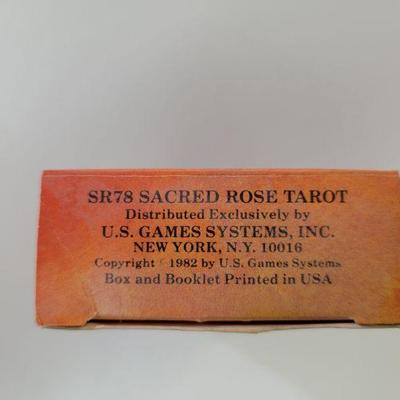 SR78 SACRED ROSE TAROT
Distributed Exclusively by
U.S. GAMES SYSTEMS, INC.
NEW YORK, N.Y. 10016
Copyright © 1982 by U.S. Games Systems
Box and Booklet Printed in USA